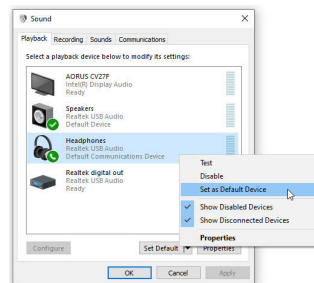 Sound
Playback Recording Sounds Communications
Select a playback device below to modify its settings:
AORUS CV27F
Intel(R) Display Audio
Ready
Speakers
Realtek USB Audio
Default Device
Headphones
Realtek USB Audio
Default Communications Device
Realtek digital out
Realtek USB Audio
Ready
Test
Disable
Set as Default Device
Show Disabled Devices
Show Disconnected Devices
Properties
Configure Set Default Properties
OK Cancel Apply